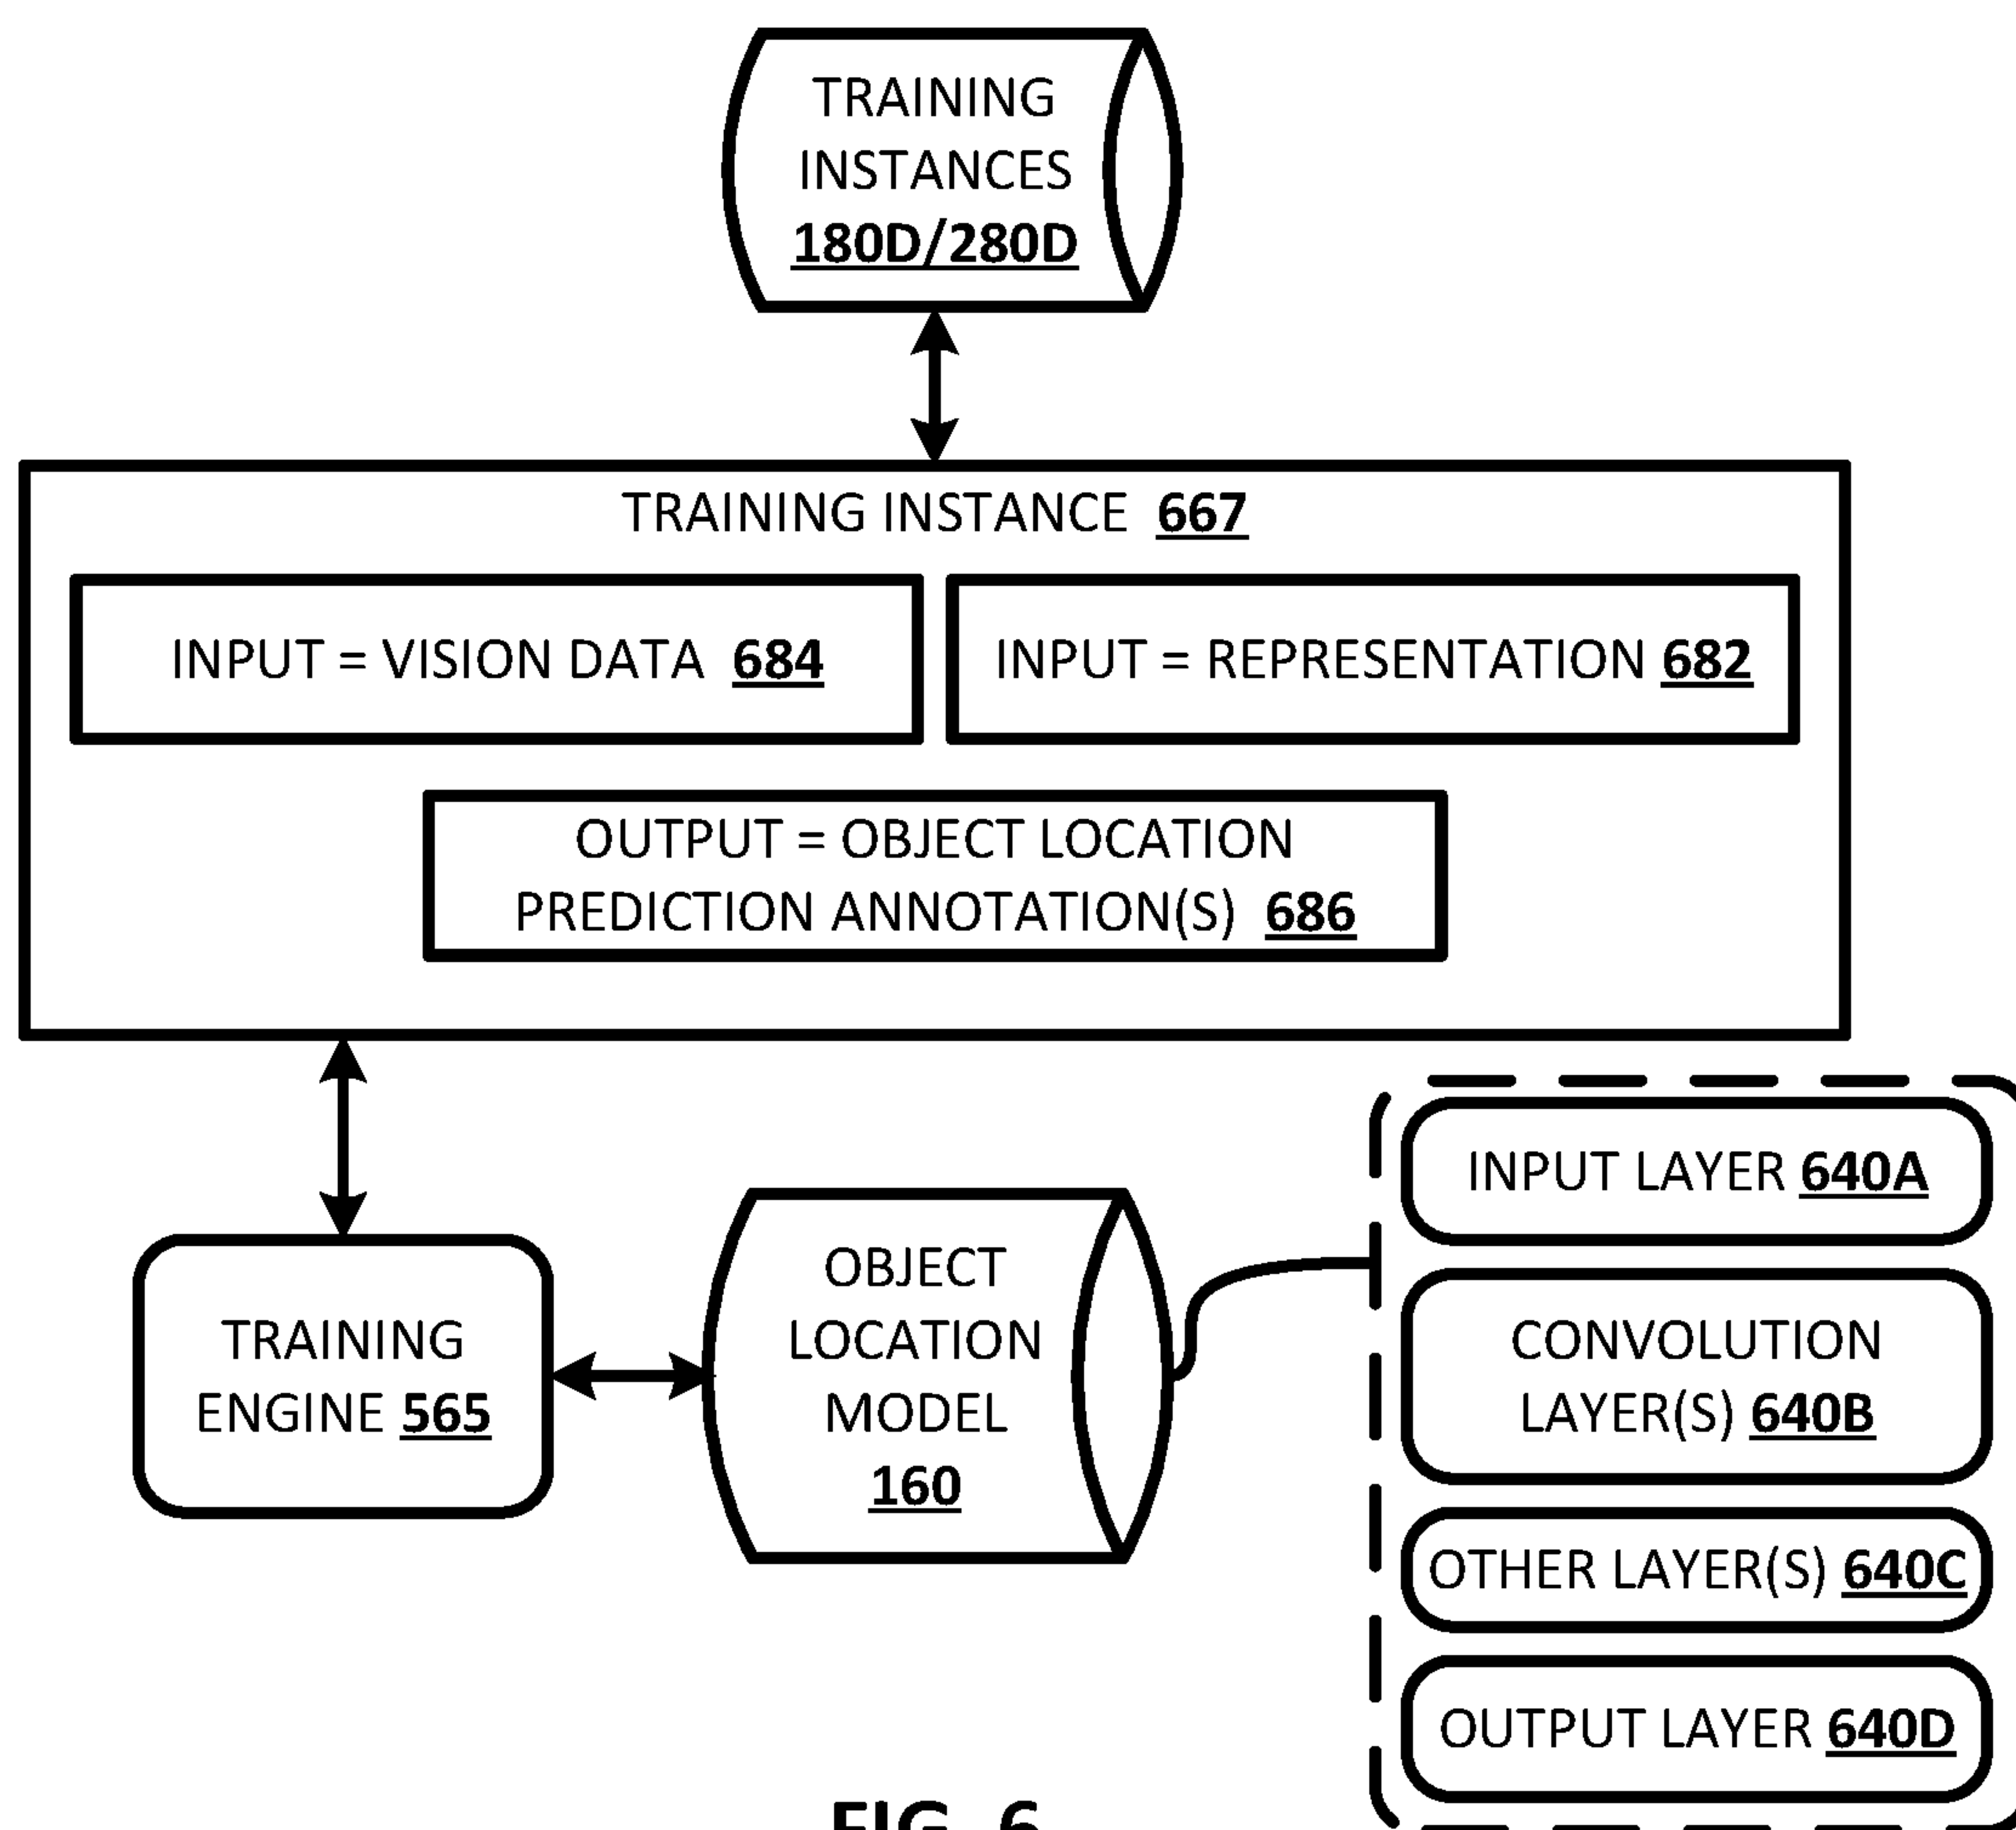 TRAINING
INSTANCES
180D/280D
TRAINING INSTANCE 667
INPUT = VISION DATA 684
INPUT = REPRESENTATION 682
OUTPUT = OBJECT LOCATION
PREDICTION ANNOTATION(S) 686
TRAINING
ENGINE 565
OBJECT
LOCATION
MODEL
160
INPUT LAYER 640A
CONVOLUTION
LAYER(S) 640B
OTHER LAYER(S) 640C
OUTPUT LAYER 640D
FIG. 6